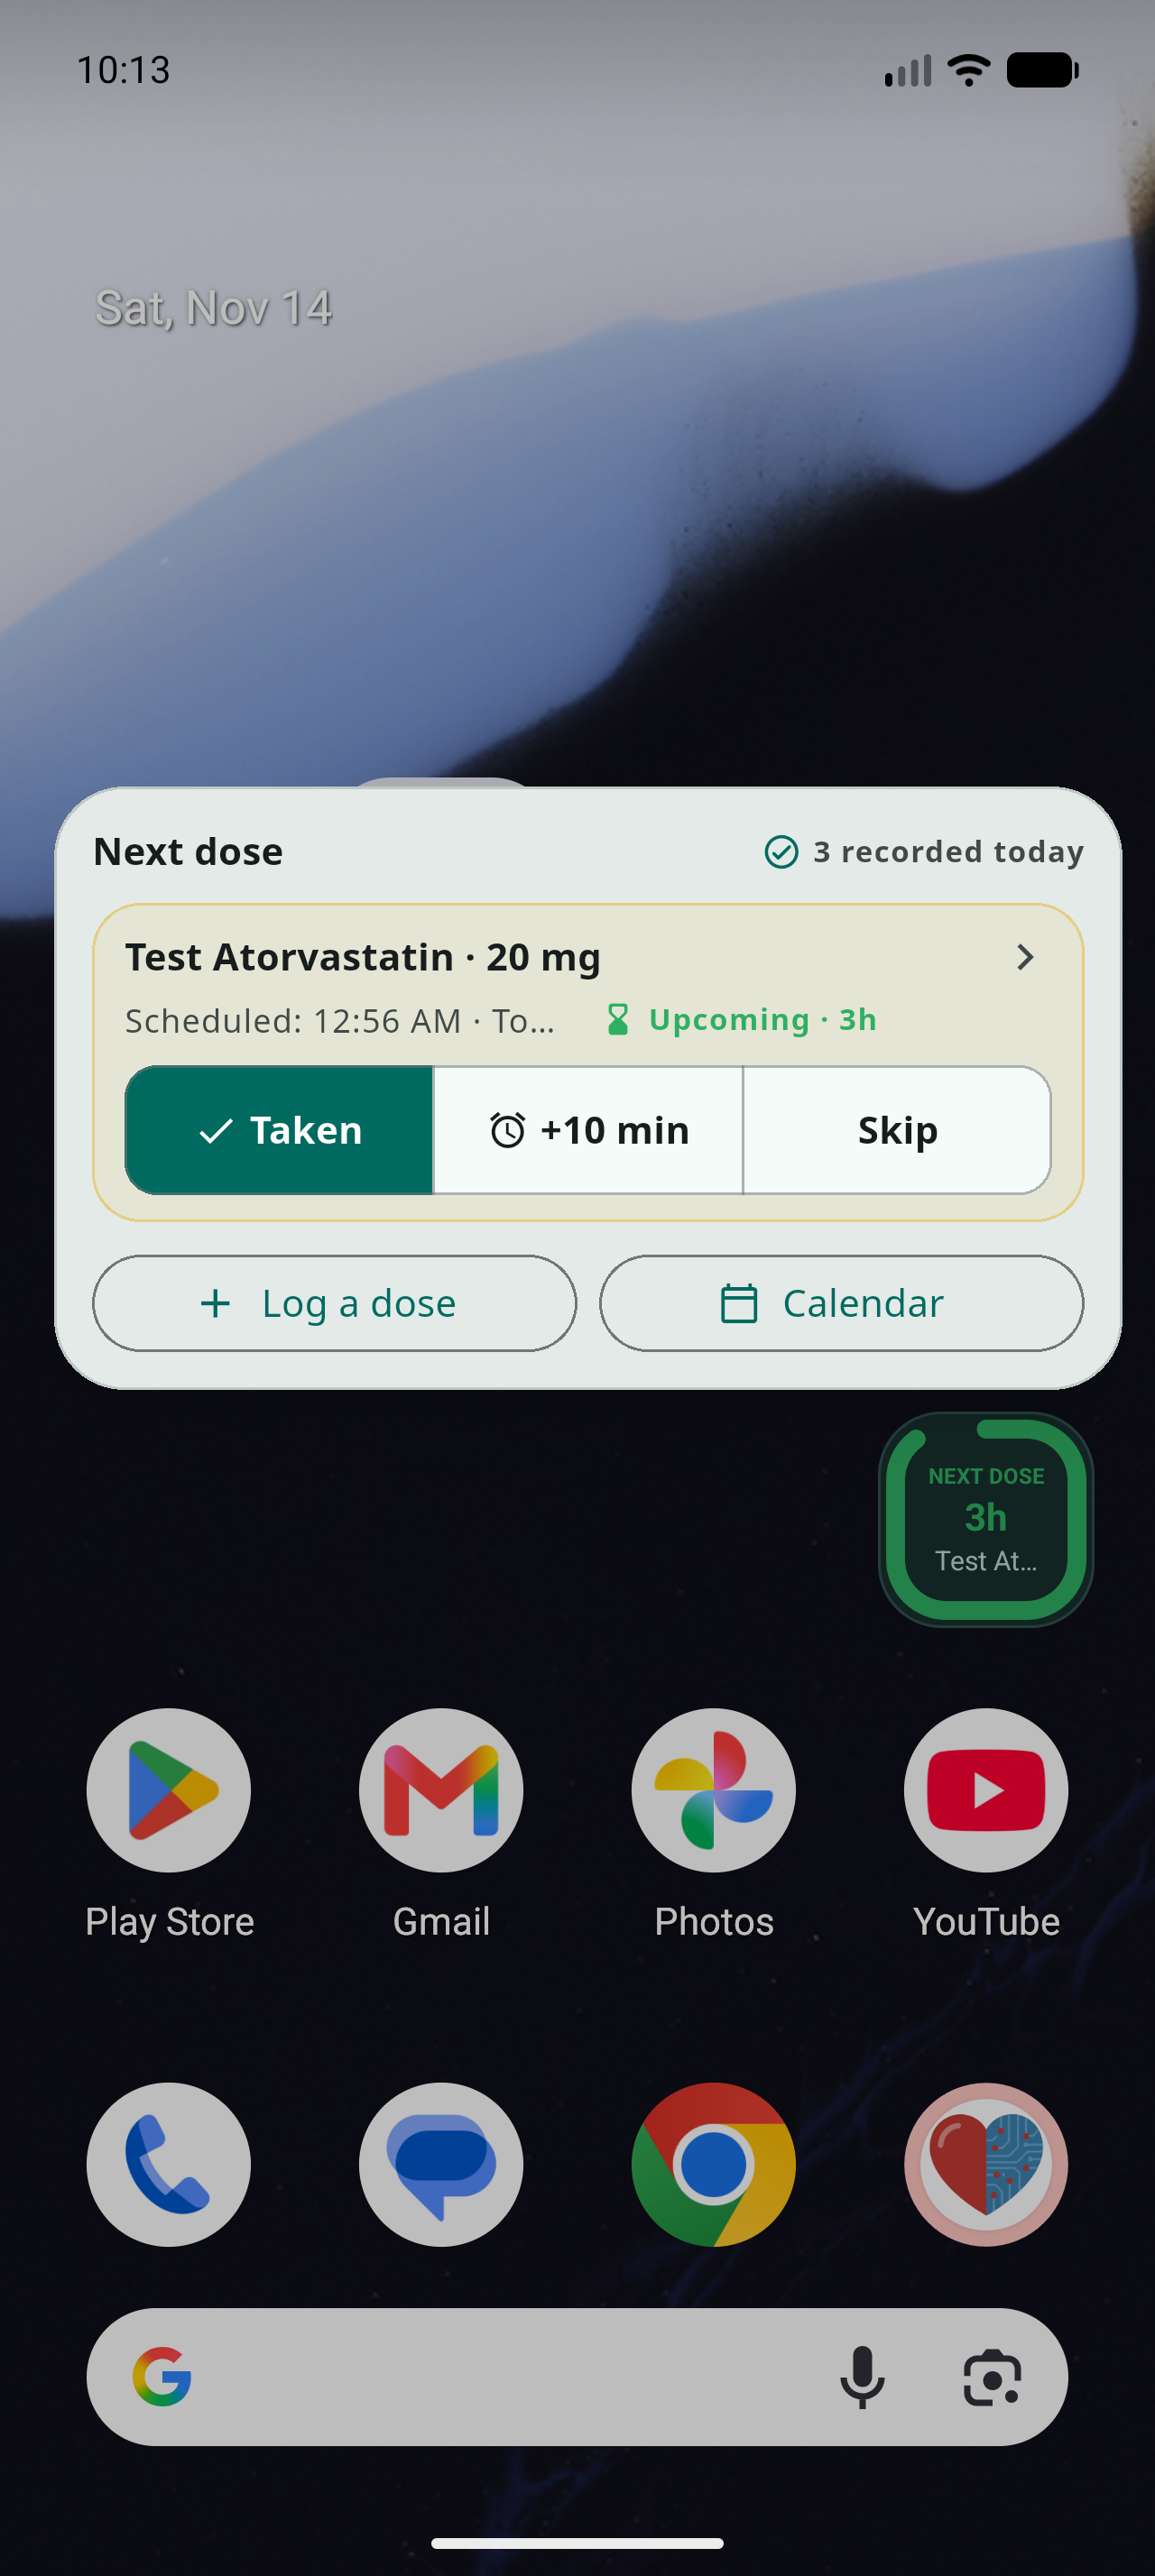 10:13
Sat, Nov 14
Next dose
3 recorded today
Test Atorvastatin · 20 mg
Scheduled: 12:56 AM · To...
Upcoming · 3h
Taken
+10 min
Skip
Log a dose
Calendar
NEXT DOSE
3h
Test At...
Play Store
Gmail
Photos
YouTube